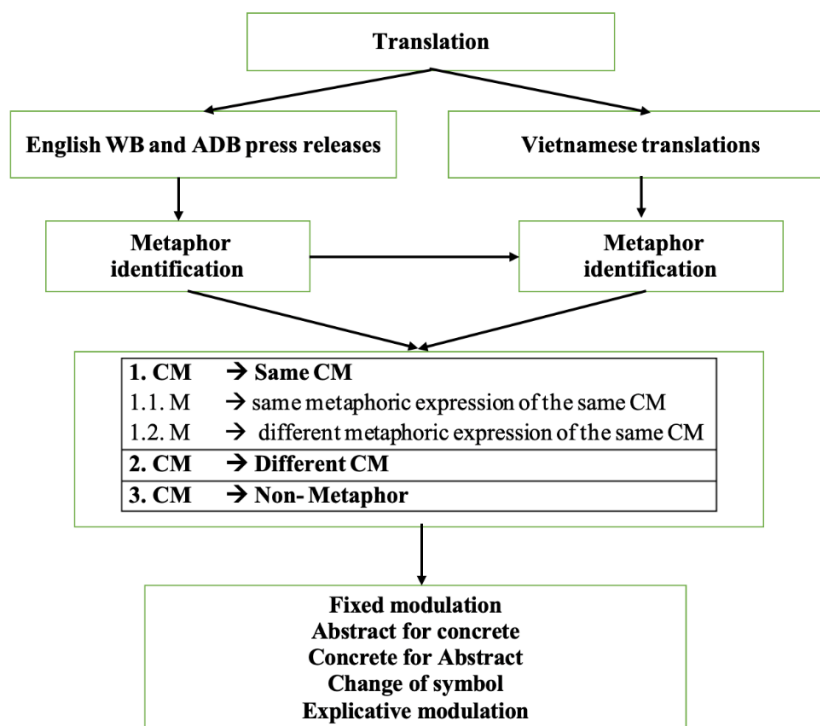 Translation
English WB and ADB press releases
Vietnamese translations
Metaphor
identification
Metaphor
identification
1. CM → Same CM
1.1. M → same metaphoric expression of the same CM
1.2. M → different metaphoric expression of the same CM
2. CM → Different CM
3. CM → Non- Metaphor
Fixed modulation
Abstract for concrete
Concrete for Abstract
Change of symbol
Explicative modulation